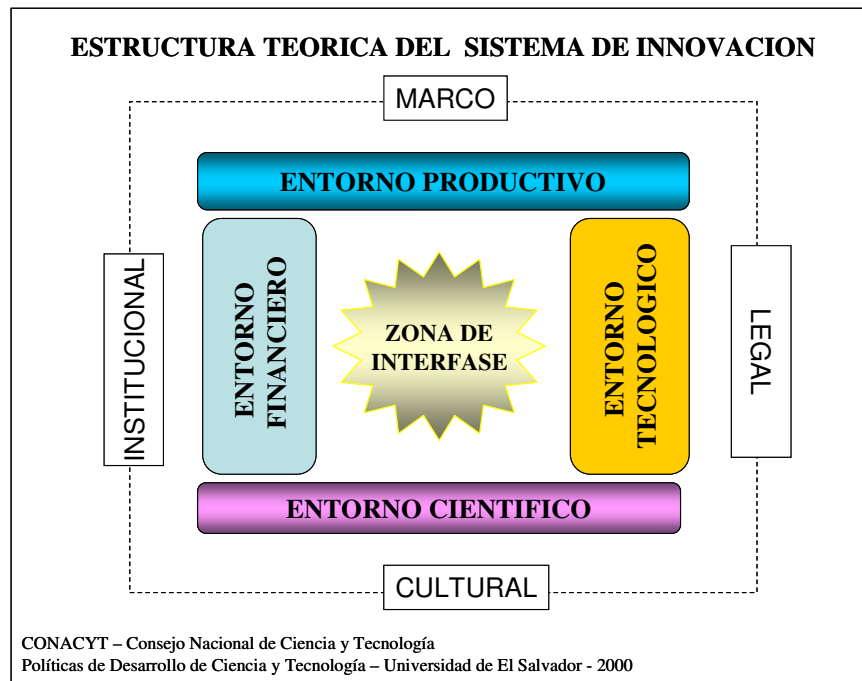 ESTRUCTURA TEORICA DEL SISTEMA DE INNOVACION
MARCO
ENTORNO PRODUCTIVO
INSTITUCIONAL
ENTORNO
FINANCIERO
ZONA DE
INTERFASE
ENTORNO
TECNOLOGICO
LEGAL
ENTORNO CIENTIFICO
CULTURAL
CONACYT – Consejo Nacional de Ciencia y Tecnología
Políticas de Desarrollo de Ciencia y Tecnología – Universidad de El Salvador - 2000